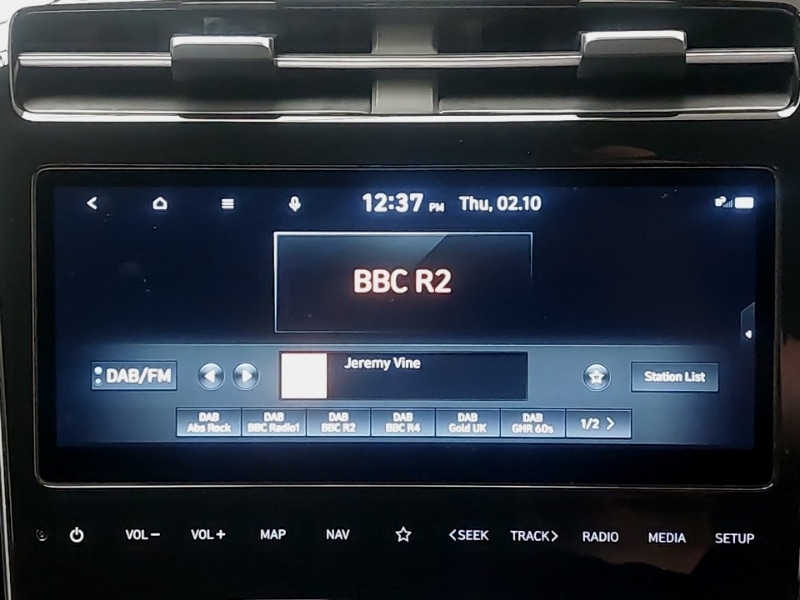 12:37 PM Thu, 02.10
BBC R2
DAB/FM
Jeremy Vine
Station List
DAB Abs Rock
DAB BBC Radio1
DAB BBC R2
DAB BBC R4
DAB Gold UK
DAB GHR 60s
1/2 >
VOL− VOL+ MAP NAV <SEEK TRACK> RADIO MEDIA SETUP